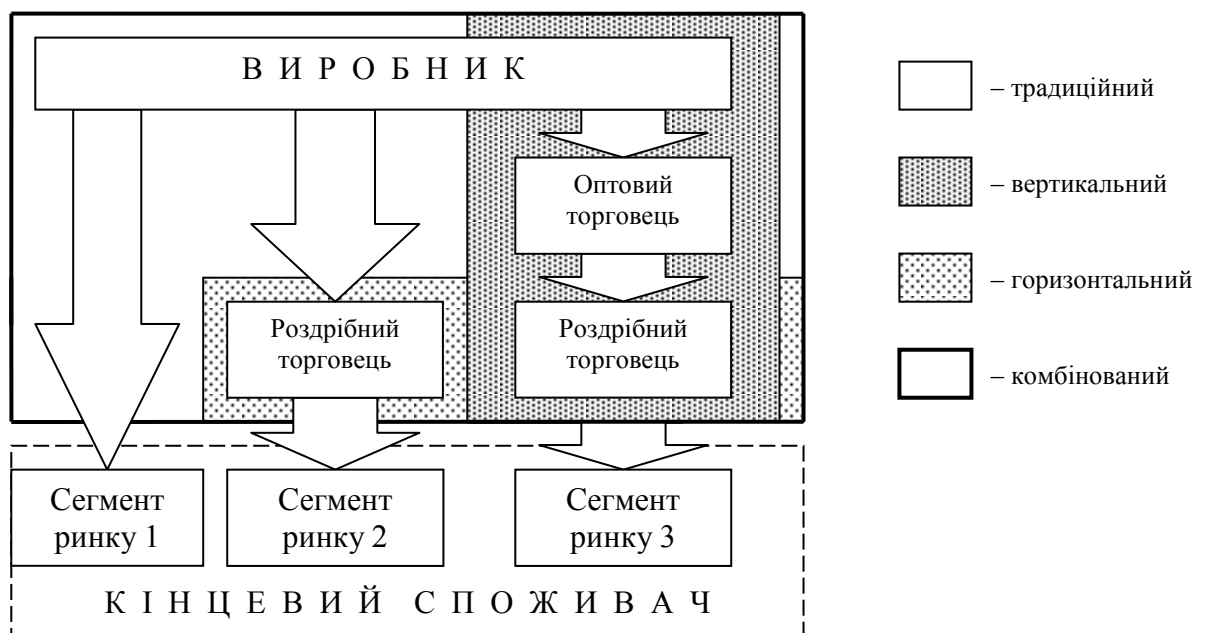 В И Р О Б Н И К
Оптовий
торговець
Роздрібний
торговець
Роздрібний
торговець
Сегмент
ринку 1
Сегмент
ринку 2
Сегмент
ринку 3
К І Н Ц Е В И Й С П О Ж И В А Ч
– традиційний
– вертикальний
– горизонтальний
– комбінований